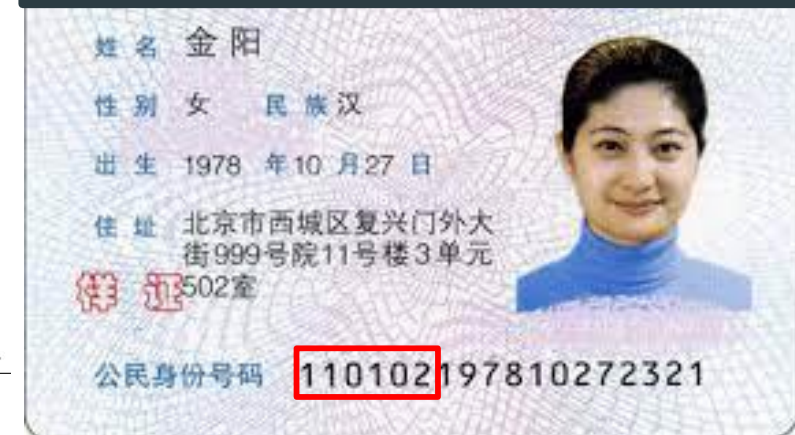 姓名 金阳
性别 女 民族 汉
出生 1978 年 10 月 27 日
住址 北京市西城区复兴门外大
街999号院11号楼3单元
样 证 502室
公民身份号码 110102197810272321